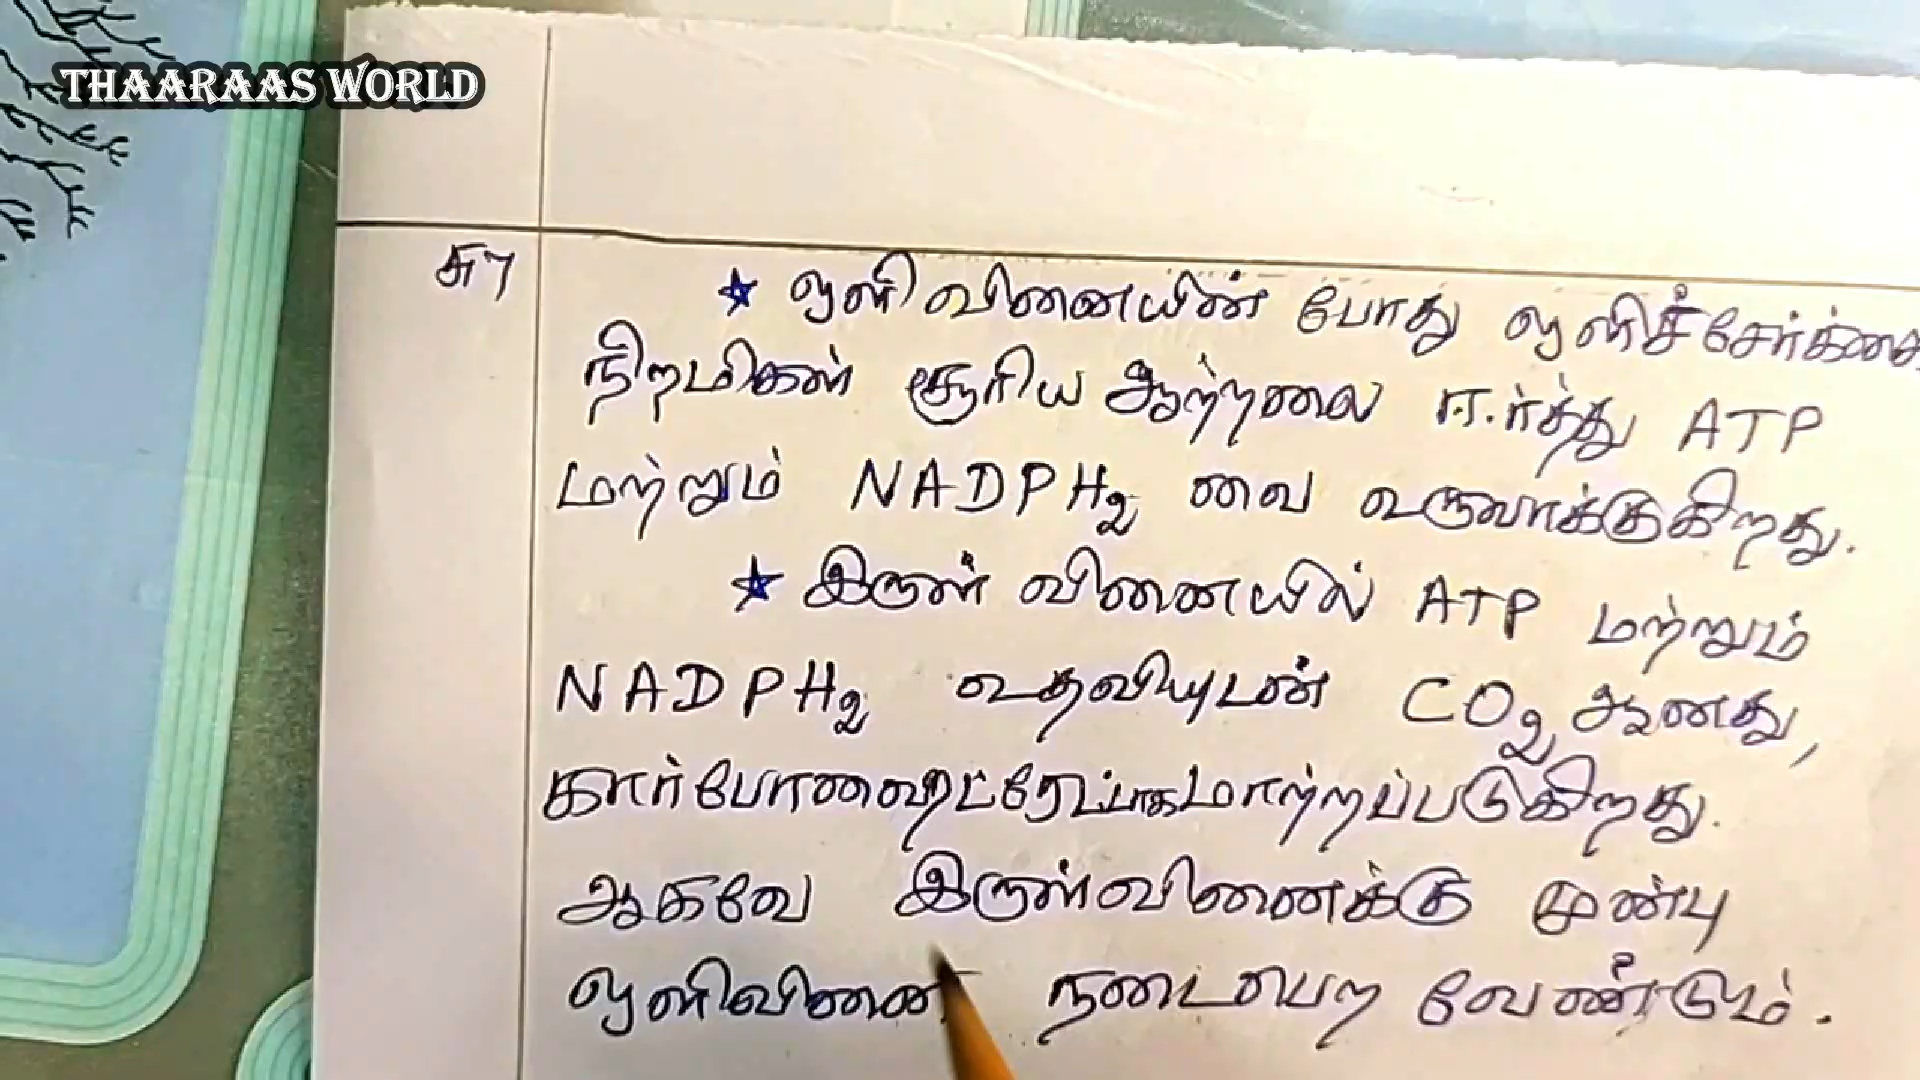 THAARAAS WORLD
சு7
★ ஒளி வினையின் போது ஒளிச்சேர்க்கை
நிறமிகள் சூரிய ஆற்றலை ஈர்த்து ATP
மற்றும் NADPH₂ வை உருவாக்குகிறது.
★ இருள் வினையில் ATP மற்றும்
NADPH₂ உதவியுடன் CO₂ ஆனது,
கார்போஹைட்ரேட்டாக மாற்றப்படுகிறது.
ஆகவே இருள்வினைக்கு முன்பு
ஒளிவினை நடைபெற வேண்டும்.